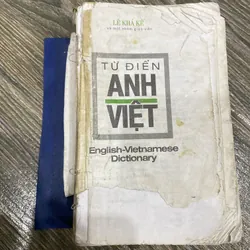 LÊ KHẢ KẾ
TỪ ĐIỂN
ANH
VIỆT
English-Vietnamese
Dictionary